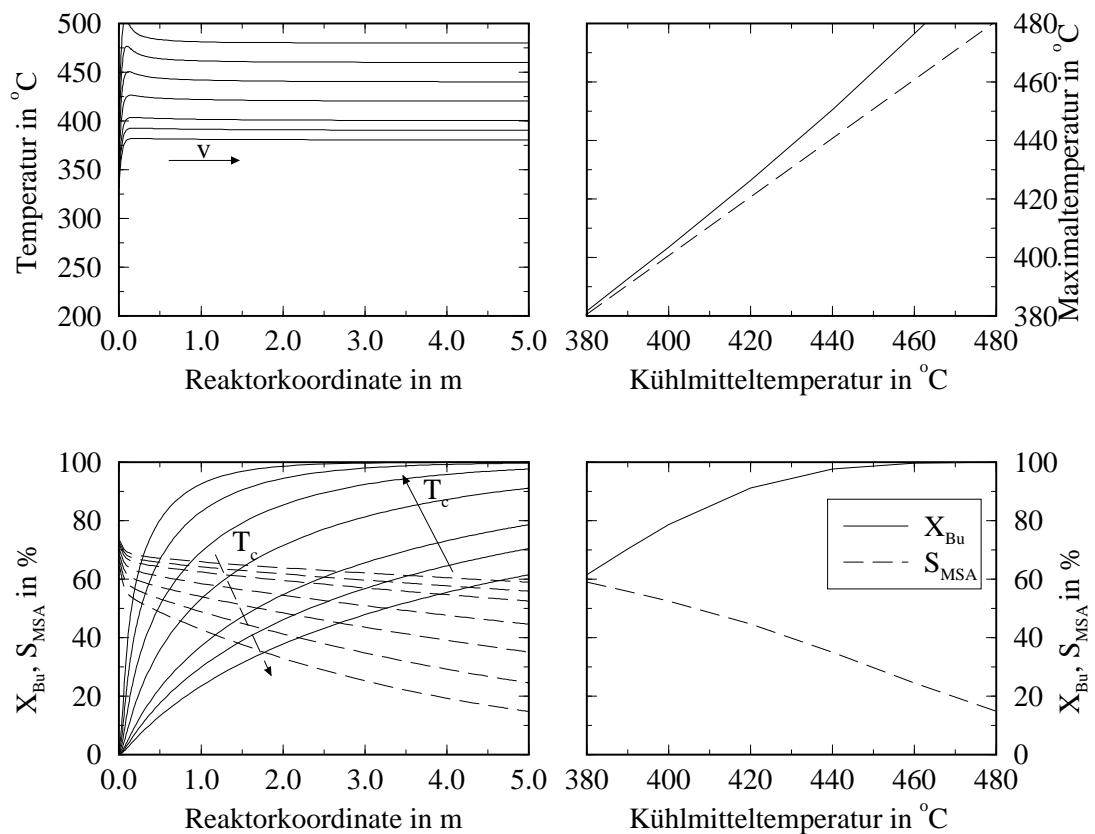 500
450
400
350
300
250
200
Temperatur in °C
v
0.0 1.0 2.0 3.0 4.0 5.0
Reaktorkoordinate in m
480
460
440
420
400
380
Maximaltemperatur in °C
380 400 420 440 460 480
Kühlmitteltemperatur in °C
100
80
60
40
20
0
X_Bu, S_MSA in %
T_c
T_c
0.0 1.0 2.0 3.0 4.0 5.0
Reaktorkoordinate in m
X_Bu
S_MSA
100
80
60
40
20
0
X_Bu, S_MSA in %
380 400 420 440 460 480
Kühlmitteltemperatur in °C